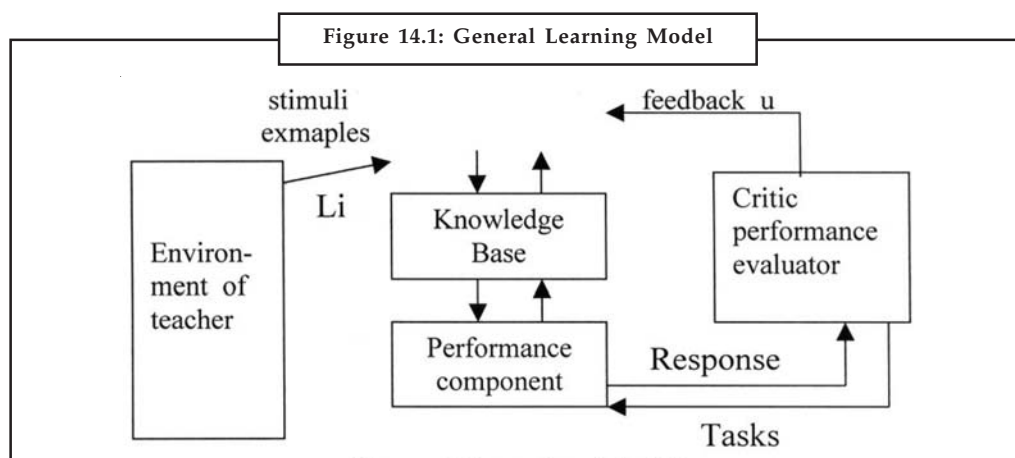 Figure 14.1: General Learning Model
stimuli
exmaples
feedback u
Li
Environ-
ment of
teacher
Knowledge
Base
Critic
performance
evaluator
Performance
component
Response
Tasks